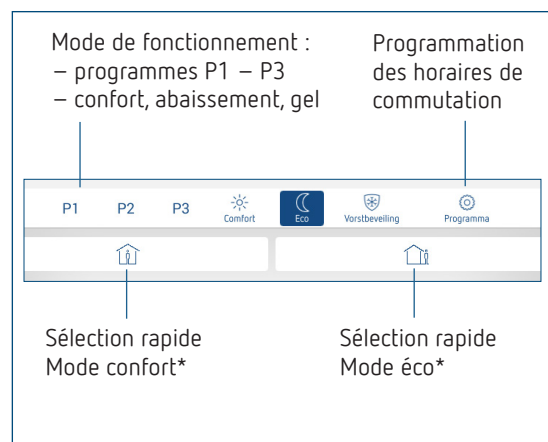 Mode de fonctionnement :
– programmes P1 – P3
– confort, abaissement, gel
Programmation
des horaires de
commutation
P1 P2 P3 Comfort Eco Vorstbeveiling Programma
Sélection rapide
Mode confort*
Sélection rapide
Mode éco*